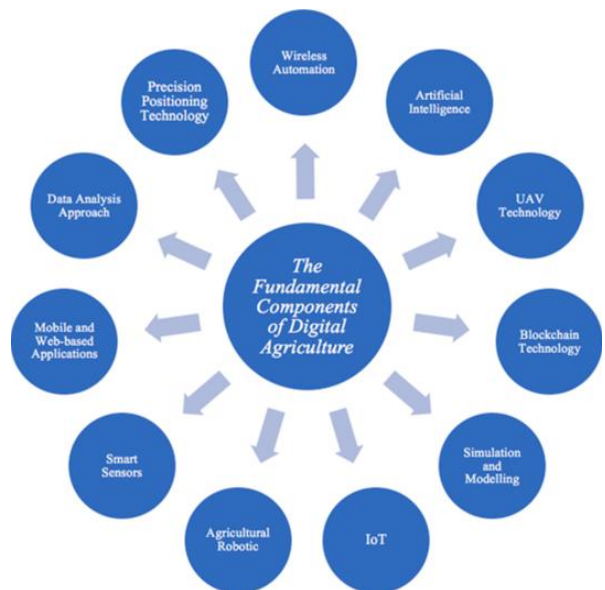 The
Fundamental
Components
of Digital
Agriculture
Wireless
Automation
Artificial
Intelligence
UAV
Technology
Blockchain
Technology
Simulation
and
Modelling
IoT
Agricultural
Robotic
Smart
Sensors
Mobile and
Web-based
Applications
Data Analysis
Approach
Precision
Positioning
Technology